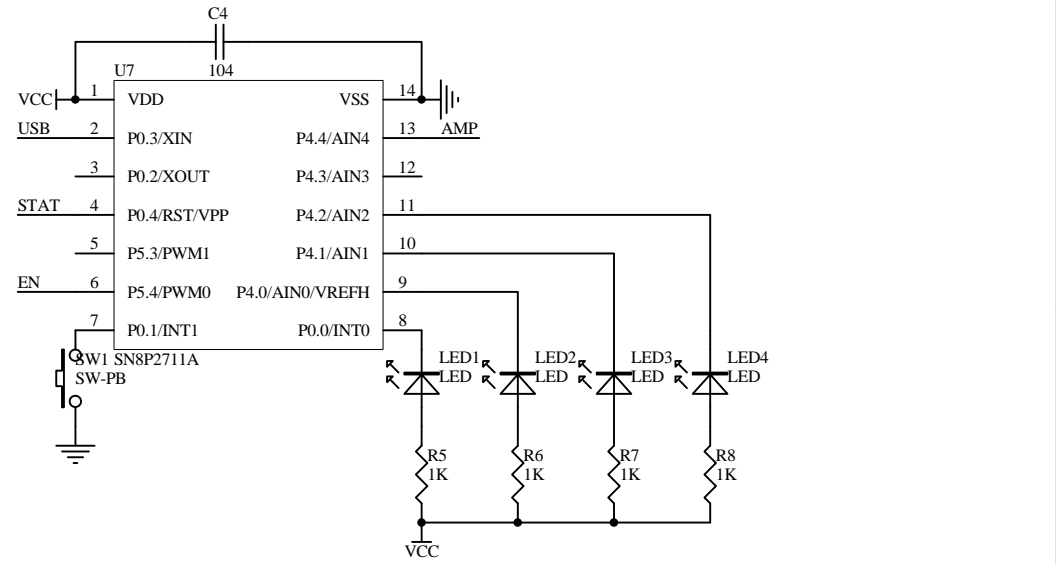 C4
104
U7
VCC 1 VDD VSS 14
USB 2 P0.3/XIN P4.4/AIN4 13 AMP
3 P0.2/XOUT P4.3/AIN3 12
STAT 4 P0.4/RST/VPP P4.2/AIN2 11
5 P5.3/PWM1 P4.1/AIN1 10
EN 6 P5.4/PWM0 P4.0/AIN0/VREFH 9
7 P0.1/INT1 P0.0/INT0 8
SW1 SN8P2711A LED1 LED2 LED3 LED4
SW-PB LED LED LED LED
R5 R6 R7 R8
1K 1K 1K 1K
VCC